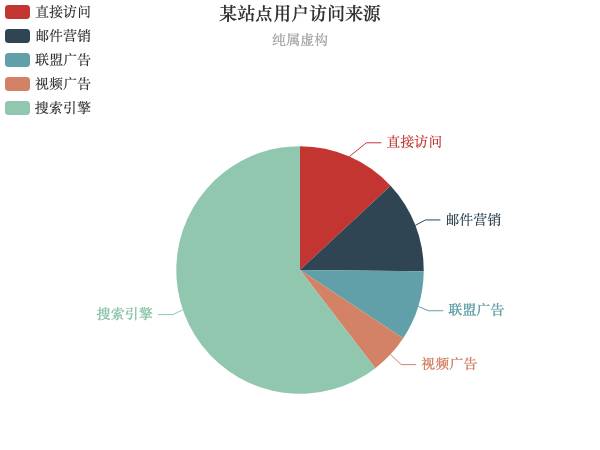 某站点用户访问来源
纯属虚构
直接访问
邮件营销
联盟广告
视频广告
搜索引擎
直接访问
邮件营销
联盟广告
视频广告
搜索引擎